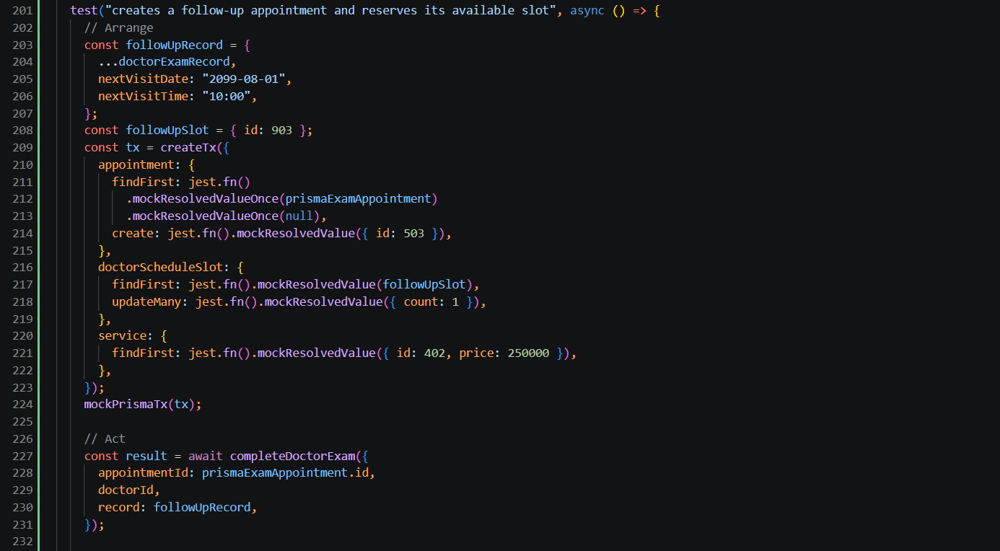 201 test("creates a follow-up appointment and reserves its available slot", async () => {
202 // Arrange
203 const followUpRecord = {
204 ...doctorExamRecord,
205 nextVisitDate: "2099-08-01",
206 nextVisitTime: "10:00",
207 };
208 const followUpSlot = { id: 903 };
209 const tx = createTx({
210 appointment: {
211 findFirst: jest.fn()
212 .mockResolvedValueOnce(prismaExamAppointment)
213 .mockResolvedValueOnce(null),
214 create: jest.fn().mockResolvedValue({ id: 503 }),
215 },
216 doctorScheduleSlot: {
217 findFirst: jest.fn().mockResolvedValue(followUpSlot),
218 updateMany: jest.fn().mockResolvedValue({ count: 1 }),
219 },
220 service: {
221 findFirst: jest.fn().mockResolvedValue({ id: 402, price: 250000 }),
222 },
223 });
224 mockPrismaTx(tx);
225
226 // Act
227 const result = await completeDoctorExam({
228 appointmentId: prismaExamAppointment.id,
229 doctorId,
230 record: followUpRecord,
231 });
232